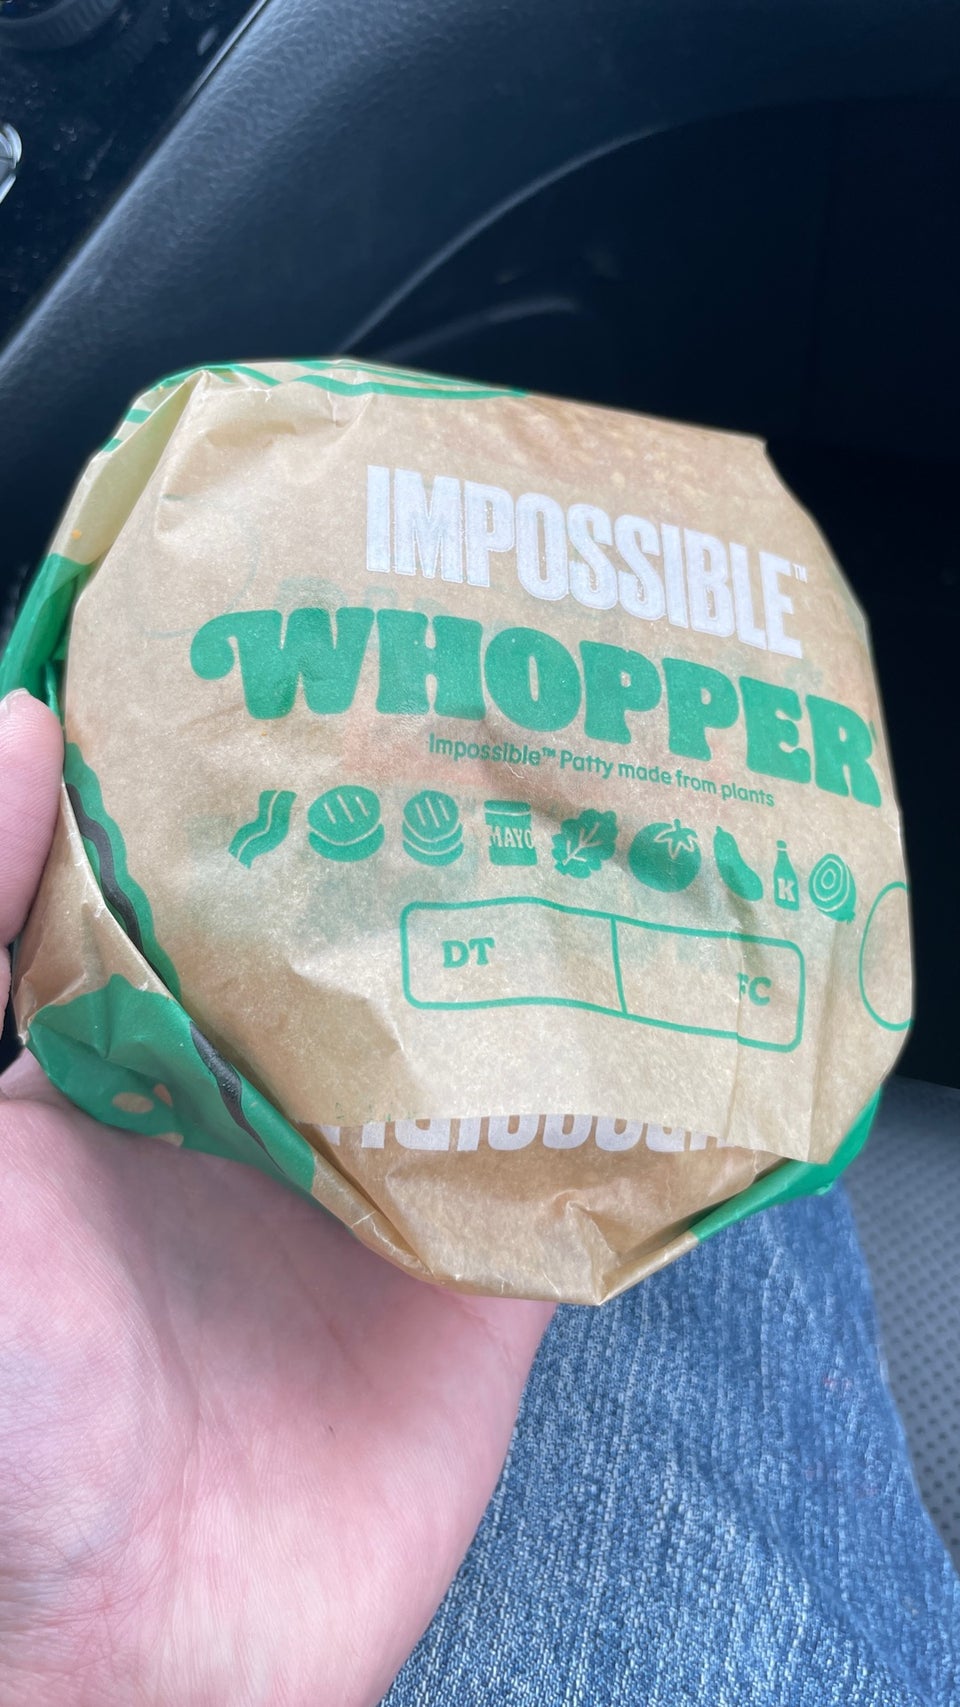 IMPOSSIBLE™
WHOPPER
Impossible™ Patty made from plants
MAYO
K
DT
FC